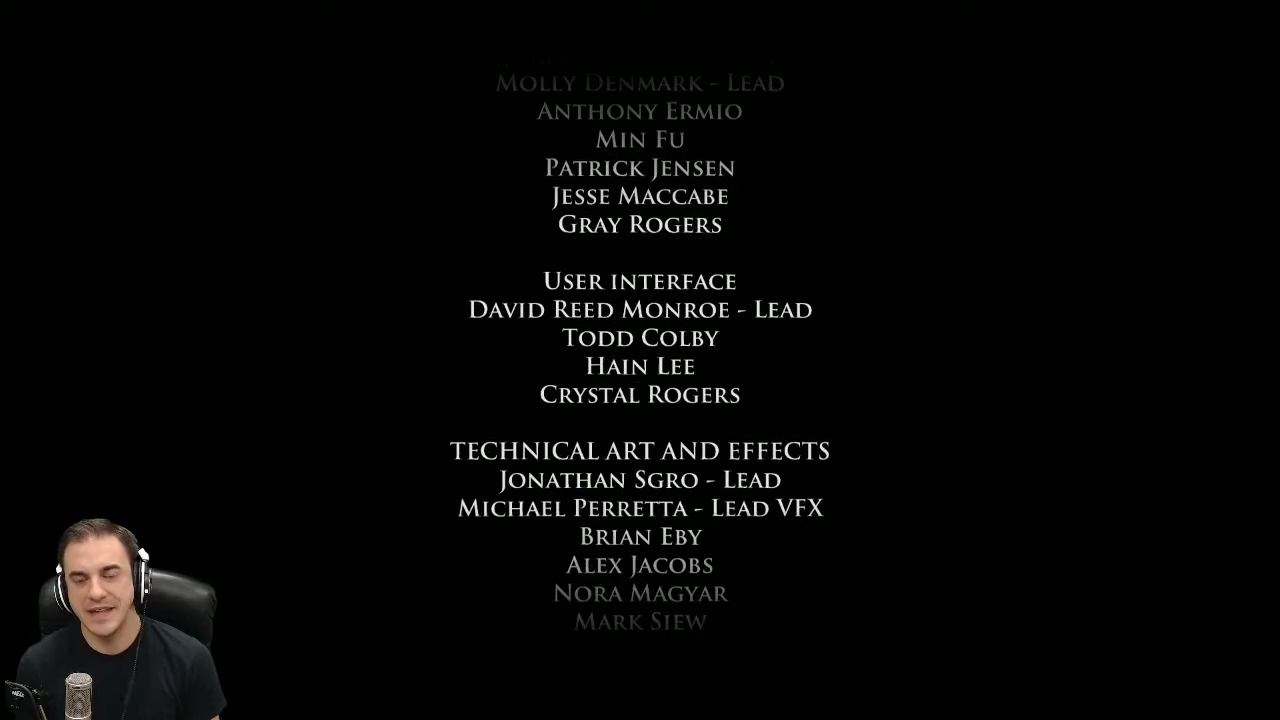 Molly Denmark - Lead
Anthony Ermio
Min Fu
Patrick Jensen
Jesse Maccabe
Gray Rogers
User interface
David Reed Monroe - Lead
Todd Colby
Hain Lee
Crystal Rogers
TECHNICAL ART AND EFFECTS
Jonathan Sgro - Lead
Michael Perretta - Lead VFX
Brian Eby
Alex Jacobs
Nora Magyar
Mark Siew